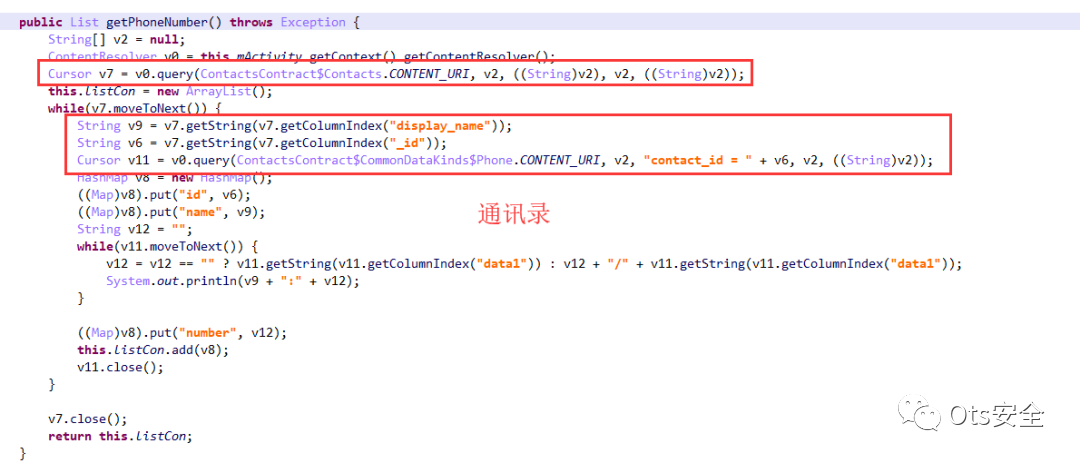 public List getPhoneNumber() throws Exception {
String[] v2 = null;
ContentResolver v0 = this.mActivity.getContext().getContentResolver();
Cursor v7 = v0.query(ContactsContract$Contacts.CONTENT_URI, v2, ((String)v2), v2, ((String)v2));
this.listCon = new ArrayList();
while(v7.moveToNext()) {
String v9 = v7.getString(v7.getColumnIndex("display_name"));
String v6 = v7.getString(v7.getColumnIndex("_id"));
Cursor v11 = v0.query(ContactsContract$CommonDataKinds$Phone.CONTENT_URI, v2, "contact_id = " + v6, v2, ((String)v2));
HashMap v8 = new HashMap();
((Map)v8).put("id", v6);
((Map)v8).put("name", v9);
String v12 = "";
while(v11.moveToNext()) {
v12 = v12 == "" ? v11.getString(v11.getColumnIndex("data1")) : v12 + "/" + v11.getString(v11.getColumnIndex("data1"));
System.out.println(v9 + ":" + v12);
}
((Map)v8).put("number", v12);
this.listCon.add(v8);
v11.close();
}
v7.close();
return this.listCon;
}
通讯录
Ots安全